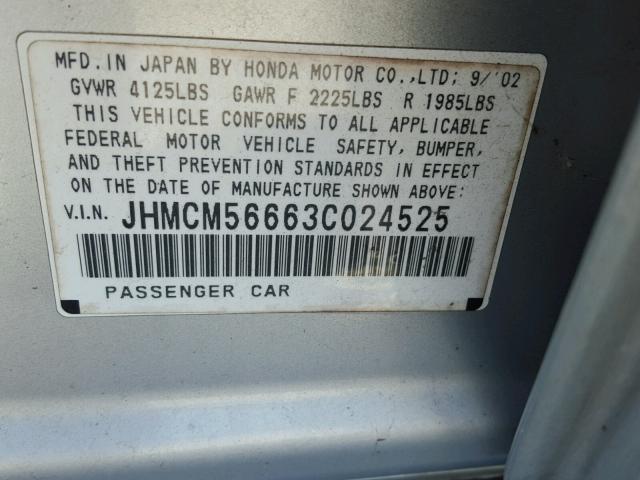 MFD.IN JAPAN BY HONDA MOTOR CO.,LTD; 9/'02
GVWR 4125LBS GAWR F 2225LBS R 1985LBS
THIS VEHICLE CONFORMS TO ALL APPLICABLE
FEDERAL MOTOR VEHICLE SAFETY, BUMPER,
AND THEFT PREVENTION STANDARDS IN EFFECT
ON THE DATE OF MANUFACTURE SHOWN ABOVE:
V.I.N. JHMCM56663C024525
PASSENGER CAR